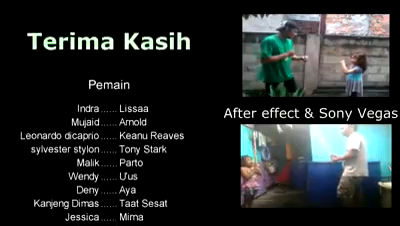 Terima Kasih
Pemain
Indra ...... Lissaa
Mujaid ...... Arnold
Leonardo dicaprio ...... Keanu Reaves
sylvester stylon ...... Tony Stark
Malik ...... Parto
Wendy ...... U'us
Deny ...... Aya
Kanjeng Dimas ...... Taat Sesat
Jessica ...... Mirna
After effect & Sony Vegas